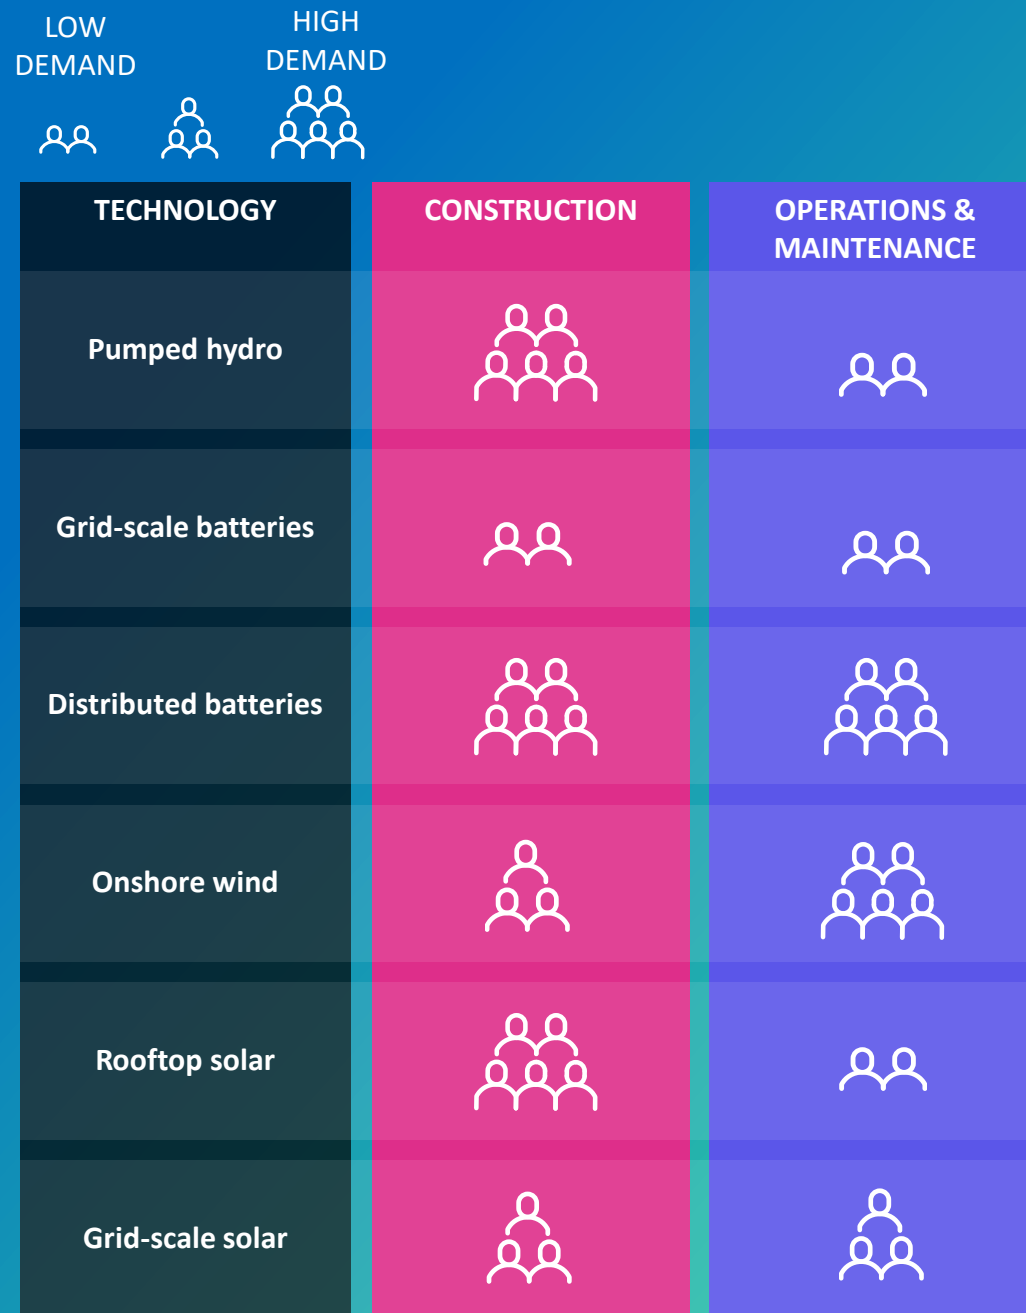 LOW
DEMAND
HIGH
DEMAND
TECHNOLOGY
CONSTRUCTION
OPERATIONS &
MAINTENANCE
Pumped hydro
Grid-scale batteries
Distributed batteries
Onshore wind
Rooftop solar
Grid-scale solar